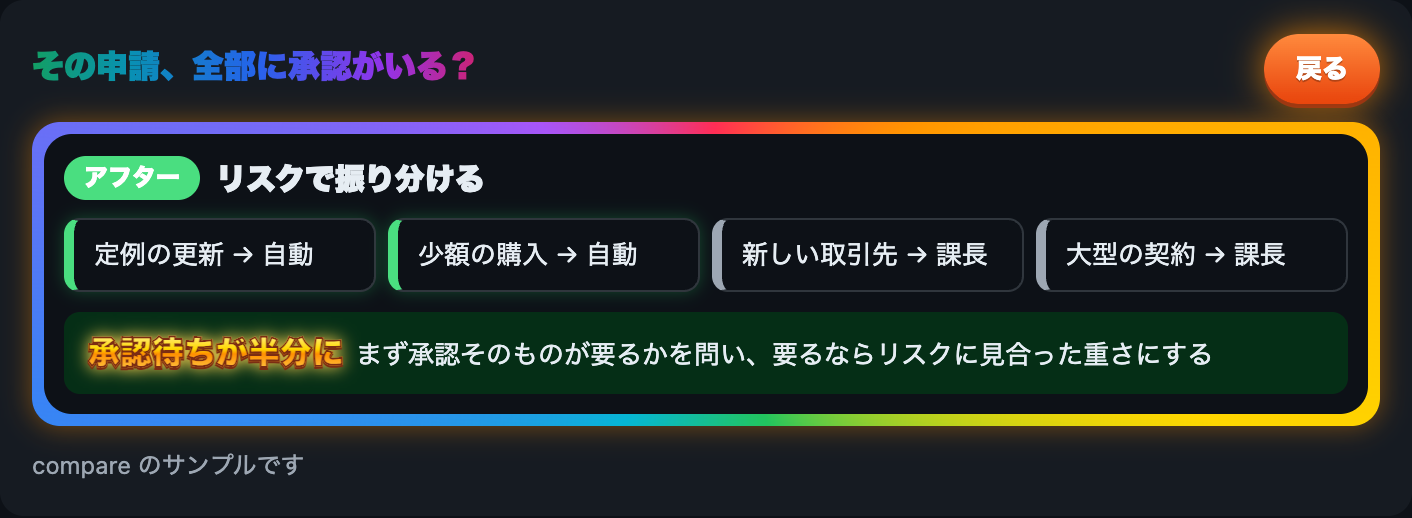 その申請、全部に承認がいる？
戻る
アフター リスクで振り分ける
定例の更新 → 自動
少額の購入 → 自動
新しい取引先 → 課長
大型の契約 → 課長
承認待ちが半分に まず承認そのものが要るかを問い、要るならリスクに見合った重さにする
compare のサンプルです